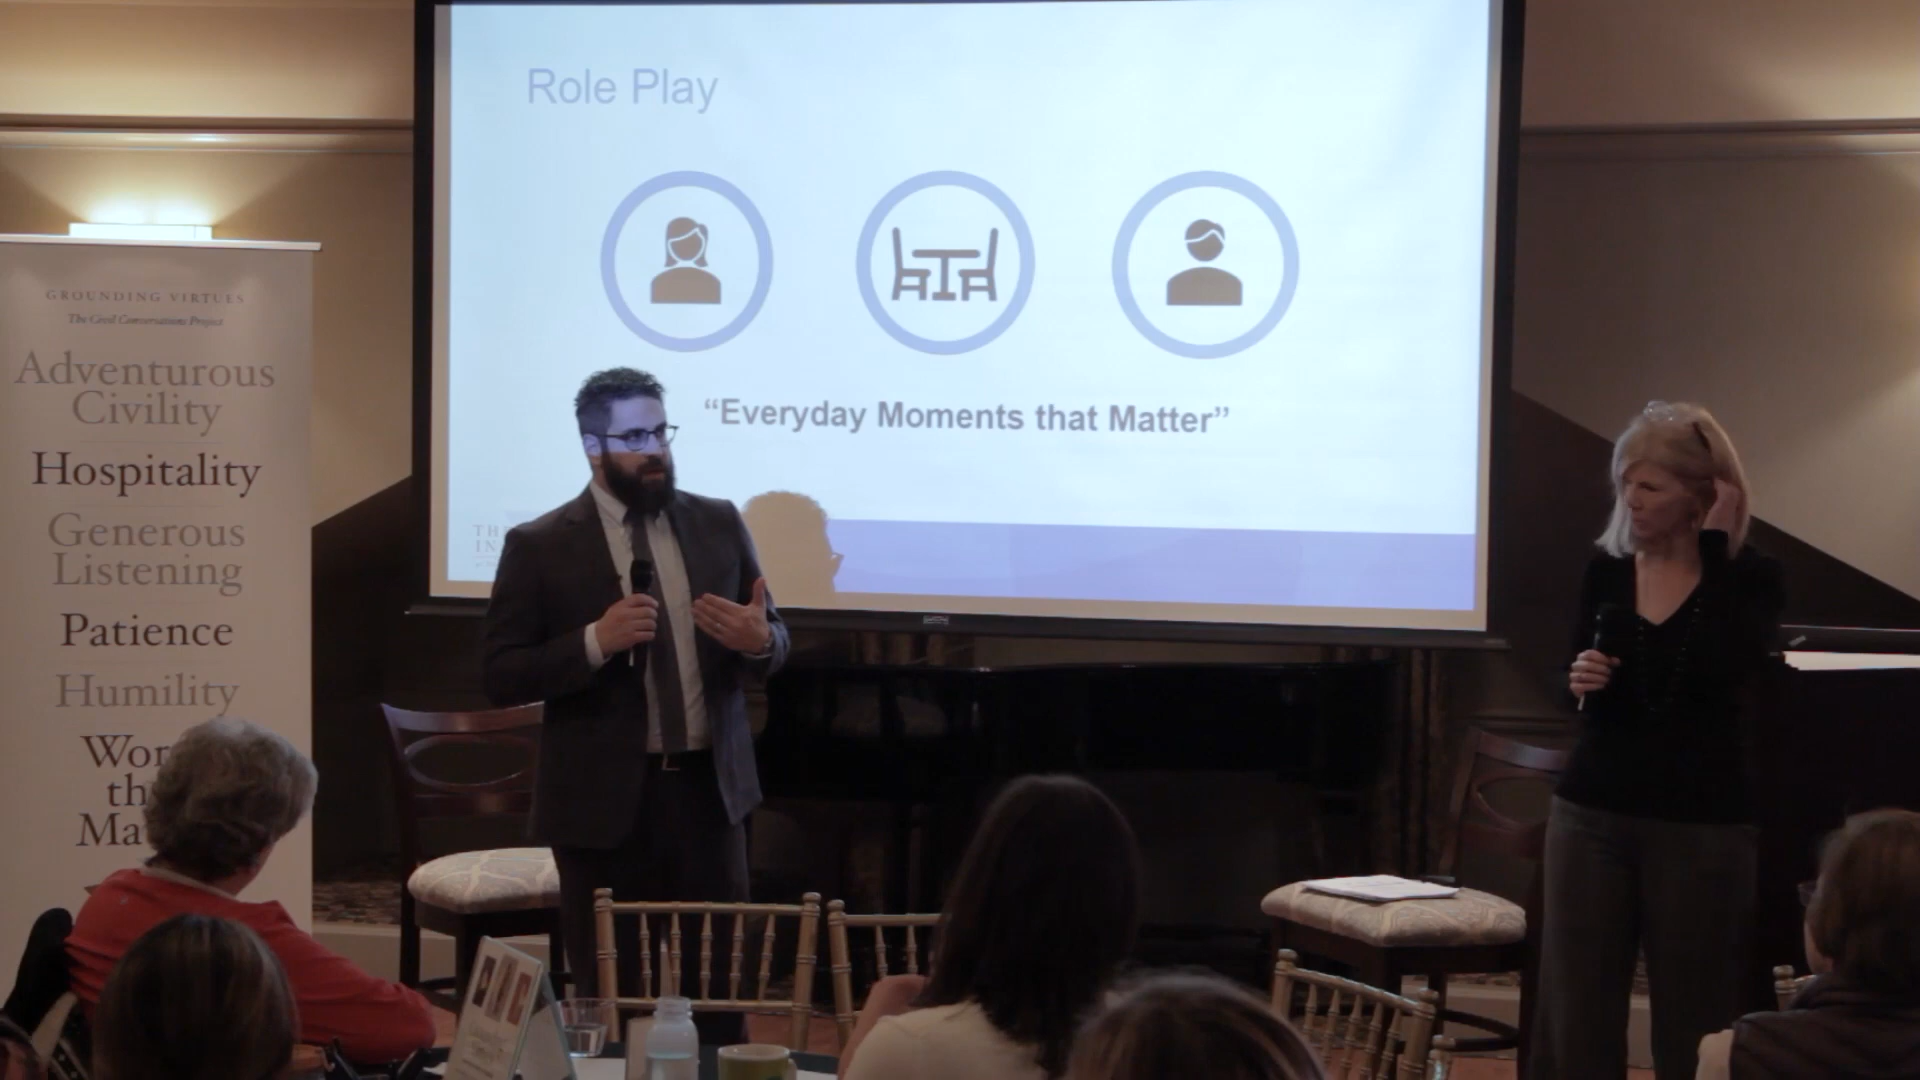 Role Play
“Everyday Moments that Matter”
GROUNDING VIRTUES
The Civil Conversations Project
Adventurous
Civility
Hospitality
Generous
Listening
Patience
Humility